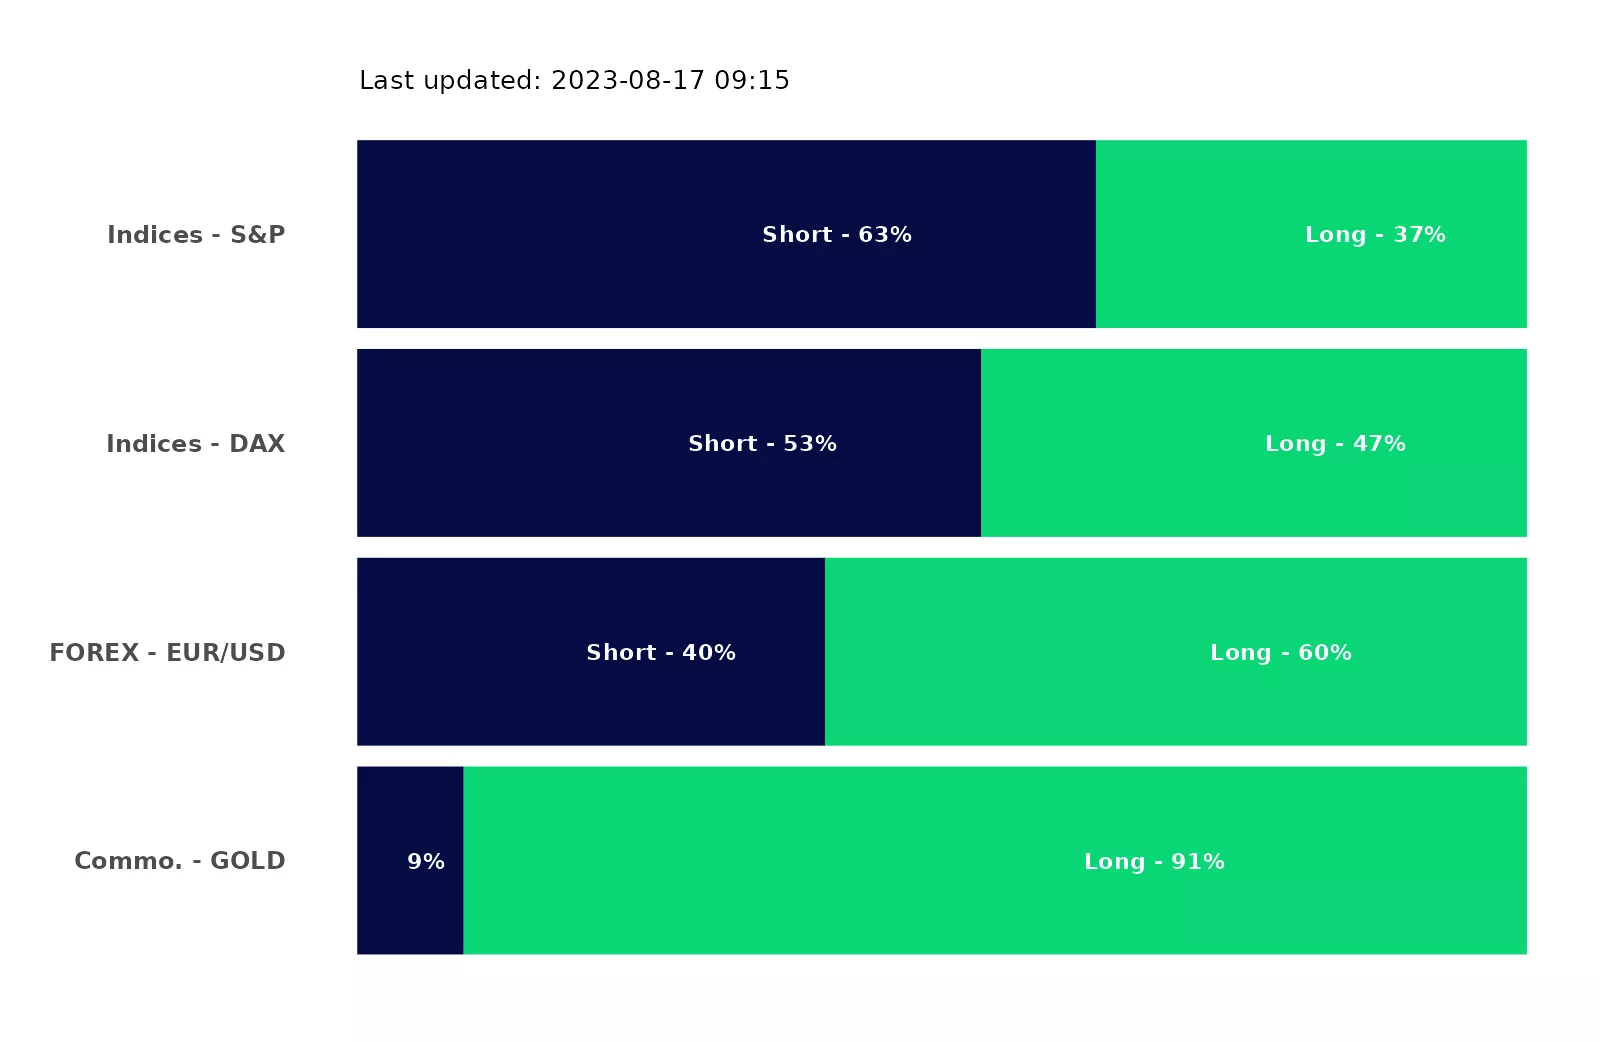 Last updated: 2023-08-17 09:15
Indices - S&P
Short - 63%
Long - 37%
Indices - DAX
Short - 53%
Long - 47%
FOREX - EUR/USD
Short - 40%
Long - 60%
Commo. - GOLD
9%
Long - 91%